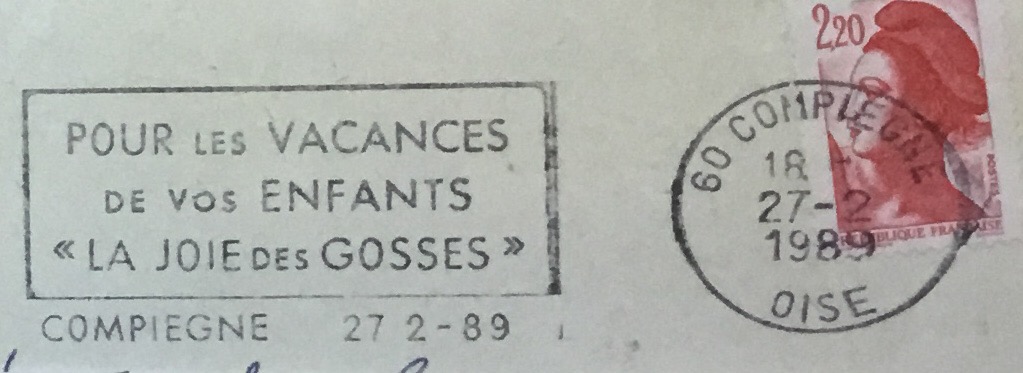 POUR LES VACANCES
DE VOS ENFANTS
« LA JOIE DES GOSSES »
COMPIEGNE 27 2-89
2,20
60 COMPIEGNE
18
27-2
1989
OISE
RÉPUBLIQUE FRANÇAISE
POSTES